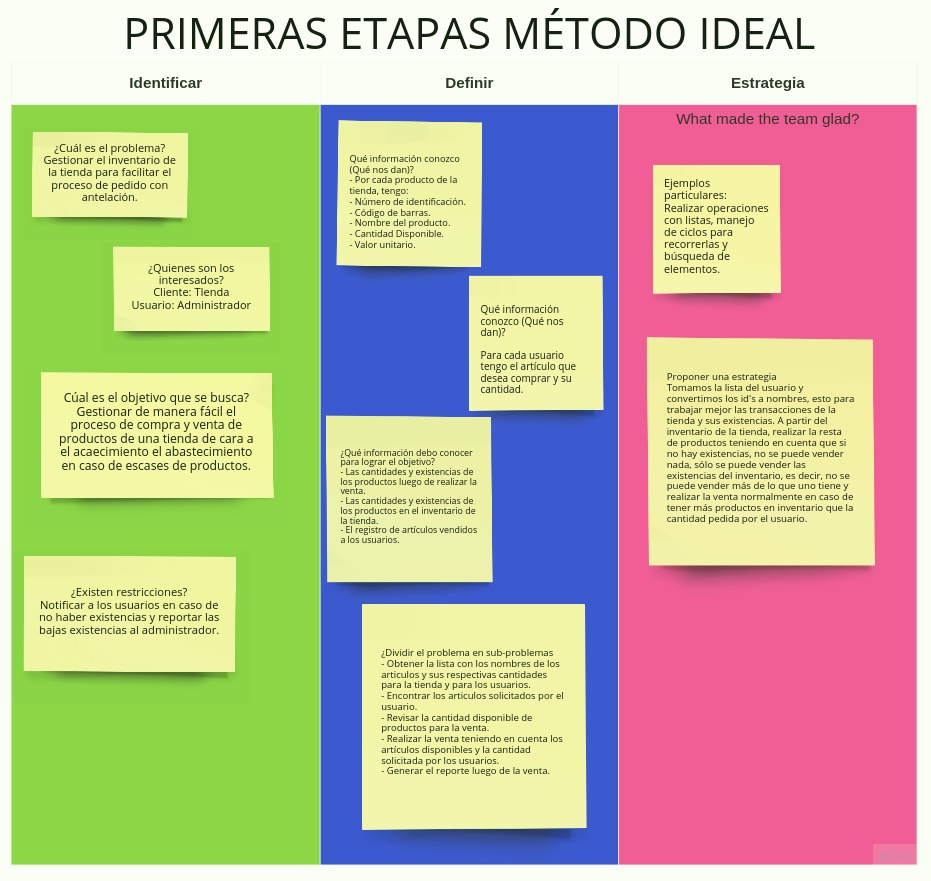 PRIMERAS ETAPAS MÉTODO IDEAL
Identificar
Definir
Estrategia
¿Cuál es el problema?
Gestionar el inventario de
la tienda para facilitar el
proceso de pedido con
antelación.
¿Quienes son los
interesados?
Cliente: TIenda
Usuario: Administrador
Cúal es el objetivo que se busca?
Gestionar de manera fácil el
proceso de compra y venta de
productos de una tienda de cara a
el acaecimiento el abastecimiento
en caso de escases de productos.
¿Existen restricciones?
Notificar a los usuarios en caso de
no haber existencias y reportar las
bajas existencias al administrador.
Qué información conozco
(Qué nos dan)?
- Por cada producto de la
tienda, tengo:
- Número de identificación.
- Código de barras.
- Nombre del producto.
- Cantidad Disponible.
- Valor unitario.
Qué información
conozco (Qué nos
dan)?
Para cada usuario
tengo el artículo que
desea comprar y su
cantidad.
¿Qué información debo conocer
para lograr el objetivo?
- Las cantidades y existencias de
los productos luego de realizar la
venta.
- Las cantidades y existencias de
los productos en el inventario de
la tienda.
- El registro de artículos vendidos
a los usuarios.
¿Dividir el problema en sub-problemas
- Obtener la lista con los nombres de los
articulos y sus respectivas cantidades
para la tienda y para los usuarios.
- Encontrar los articulos solicitados por el
usuario.
- Revisar la cantidad disponible de
productos para la venta.
- Realizar la venta teniendo en cuenta los
artículos disponibles y la cantidad
solicitada por los usuarios.
- Generar el reporte luego de la venta.
What made the team glad?
Ejemplos
particulares:
Realizar operaciones
con listas, manejo
de ciclos para
recorrerlas y
búsqueda de
elementos.
Proponer una estrategia
Tomamos la lista del usuario y
convertimos los id's a nombres, esto para
trabajar mejor las transacciones de la
tienda y sus existencias. A partir del
inventario de la tienda, realizar la resta
de productos teniendo en cuenta que si
no hay existencias, no se puede vender
nada, sólo se puede vender las
existencias del inventario, es decir, no se
puede vender más de lo que uno tiene y
realizar la venta normalmente en caso de
tener más productos en inventario que la
cantidad pedida por el usuario.